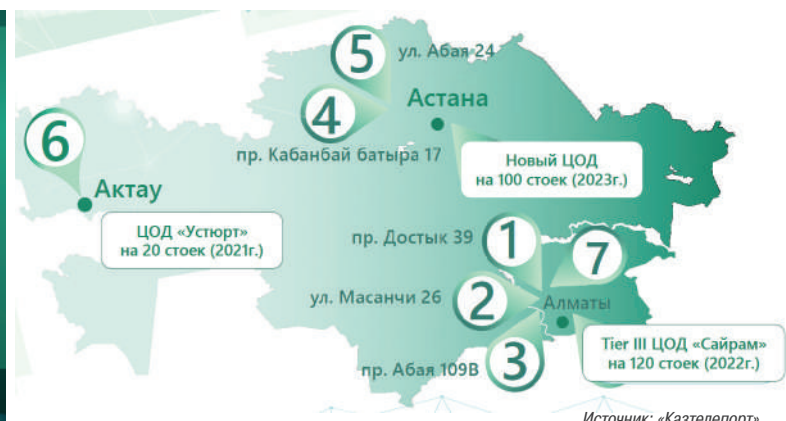 5
ул. Абая 24
4
Астана
6
пр. Кабанбай батыра 17
Новый ЦОД
на 100 стоек (2023г.)
Актау
ЦОД «Устюрт»
на 20 стоек (2021г.)
пр. Достык 39
1
7
ул. Масанчи 26
2
Алматы
пр. Абая 109В
3
Tier III ЦОД «Сайрам»
на 120 стоек (2022г.)
Источник: «Казтелепорт»